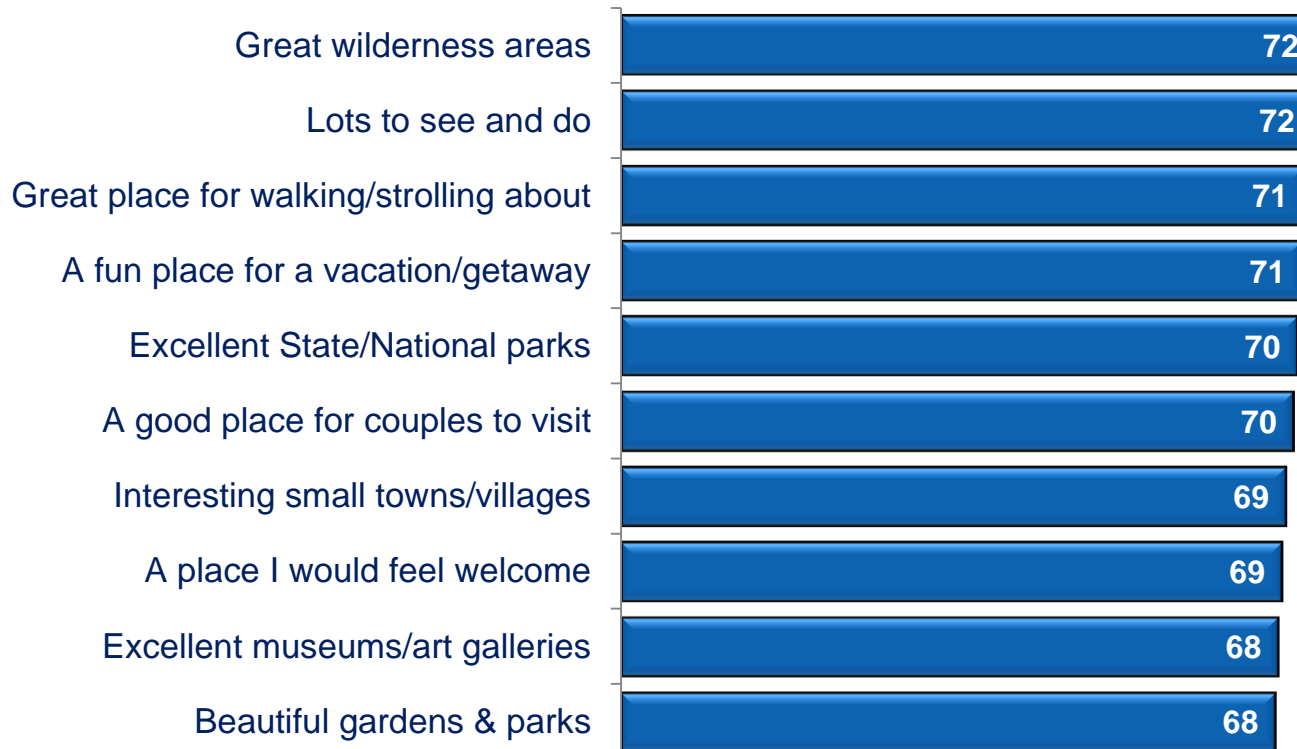 Great wilderness areas 72
Lots to see and do 72
Great place for walking/strolling about 71
A fun place for a vacation/getaway 71
Excellent State/National parks 70
A good place for couples to visit 70
Interesting small towns/villages 69
A place I would feel welcome 69
Excellent museums/art galleries 68
Beautiful gardens & parks 68